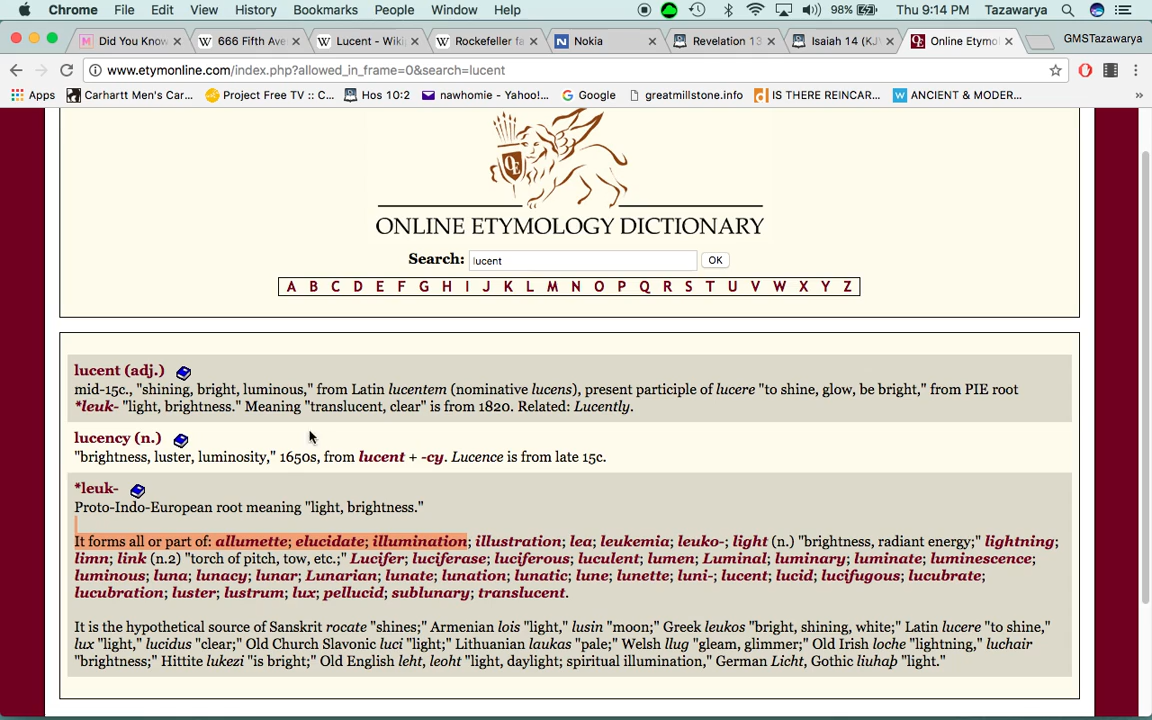 Chrome File Edit View History Bookmarks People Window Help 98% Thu 9:14 PM Tazawarya
Did You Know 666 Fifth Ave Lucent - Wiki Rockefeller fa Nokia Revelation 13 Isaiah 14 (KJV Online Etymol GMSTazawarya
www.etymonline.com/index.php?allowed_in_frame=0&search=lucent
Apps Carhartt Men's Car... Project Free TV :: C... Hos 10:2 nawhomie - Yahoo!... Google greatmillstone.info IS THERE REINCAR... ANCIENT & MODER... »
OE
ONLINE ETYMOLOGY DICTIONARY
Search: lucent OK
A B C D E F G H I J K L M N O P Q R S T U V W X Y Z
lucent (adj.)
mid-15c., "shining, bright, luminous," from Latin lucentem (nominative lucens), present participle of lucere "to shine, glow, be bright," from PIE root
*leuk- "light, brightness." Meaning "translucent, clear" is from 1820. Related: Lucently.
lucency (n.)
"brightness, luster, luminosity," 1650s, from lucent + -cy. Lucence is from late 15c.
*leuk-
Proto-Indo-European root meaning "light, brightness."
It forms all or part of: allumette; elucidate; illumination; illustration; lea; leukemia; leuko-; light (n.) "brightness, radiant energy;" lightning;
limn; link (n.2) "torch of pitch, tow, etc.;" Lucifer; luciferase; luciferous; luculent; lumen; Luminal; luminary; luminate; luminescence;
luminous; luna; lunacy; lunar; Lunarian; lunate; lunation; lunatic; lune; lunette; luni-; lucent; lucid; lucifugous; lucubrate;
lucubration; luster; lustrum; lux; pellucid; sublunary; translucent.
It is the hypothetical source of Sanskrit rocate "shines;" Armenian lois "light," lusin "moon;" Greek leukos "bright, shining, white;" Latin lucere "to shine,"
lux "light," lucidus "clear;" Old Church Slavonic luci "light;" Lithuanian laukas "pale;" Welsh llug "gleam, glimmer;" Old Irish loche "lightning," luchair
"brightness;" Hittite lukezi "is bright;" Old English leht, leoht "light, daylight; spiritual illumination," German Licht, Gothic liuhaþ "light."